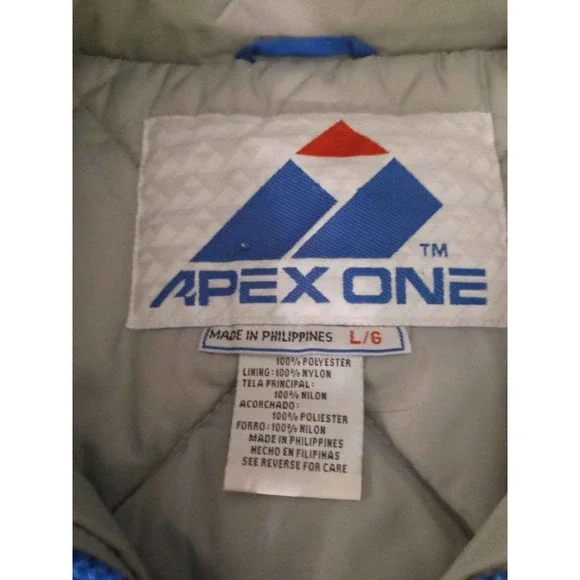 TM
APEX ONE
MADE IN PHILIPPINES L/G
100% POLYESTER
LINING: 100% NYLON
TELA PRINCIPAL:
100% NILON
ACORCHADO:
100% POLIESTER
FORRO: 100% NILON
MADE IN PHILIPPINES
HECHO EN FILIPINAS
SEE REVERSE FOR CARE